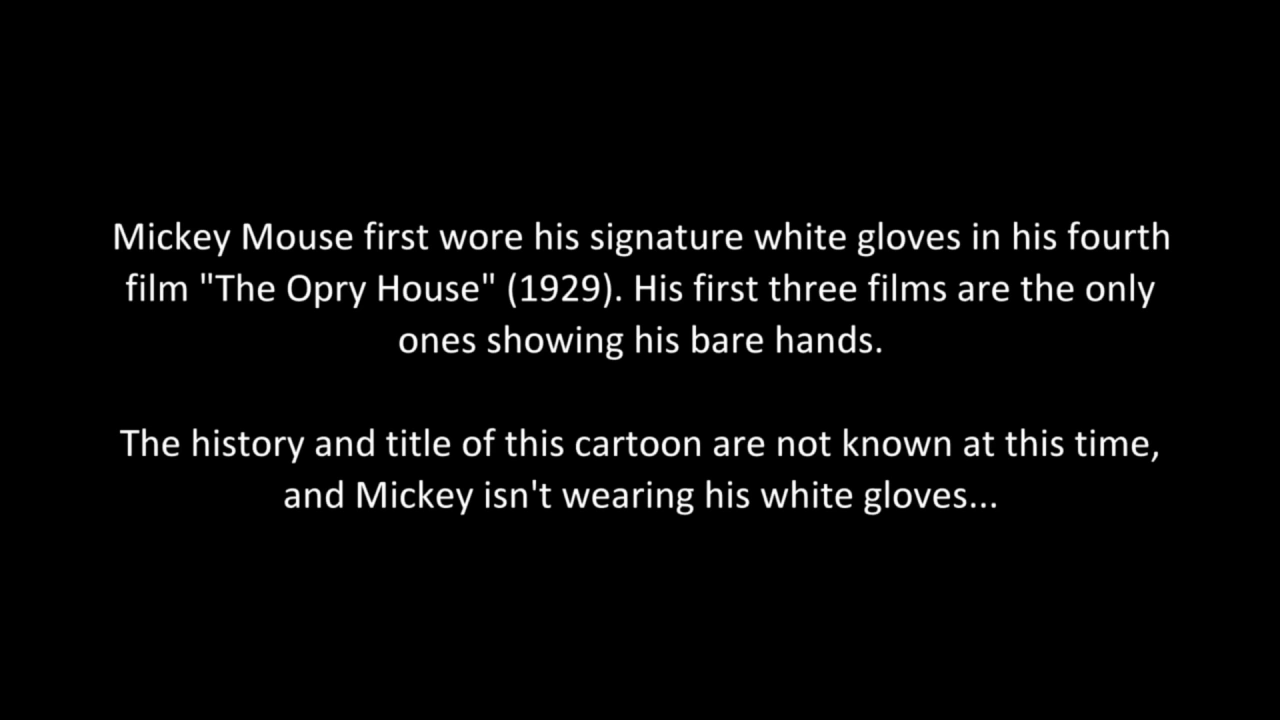 Mickey Mouse first wore his signature white gloves in his fourth
film "The Opry House" (1929). His first three films are the only
ones showing his bare hands.
The history and title of this cartoon are not known at this time,
and Mickey isn't wearing his white gloves...